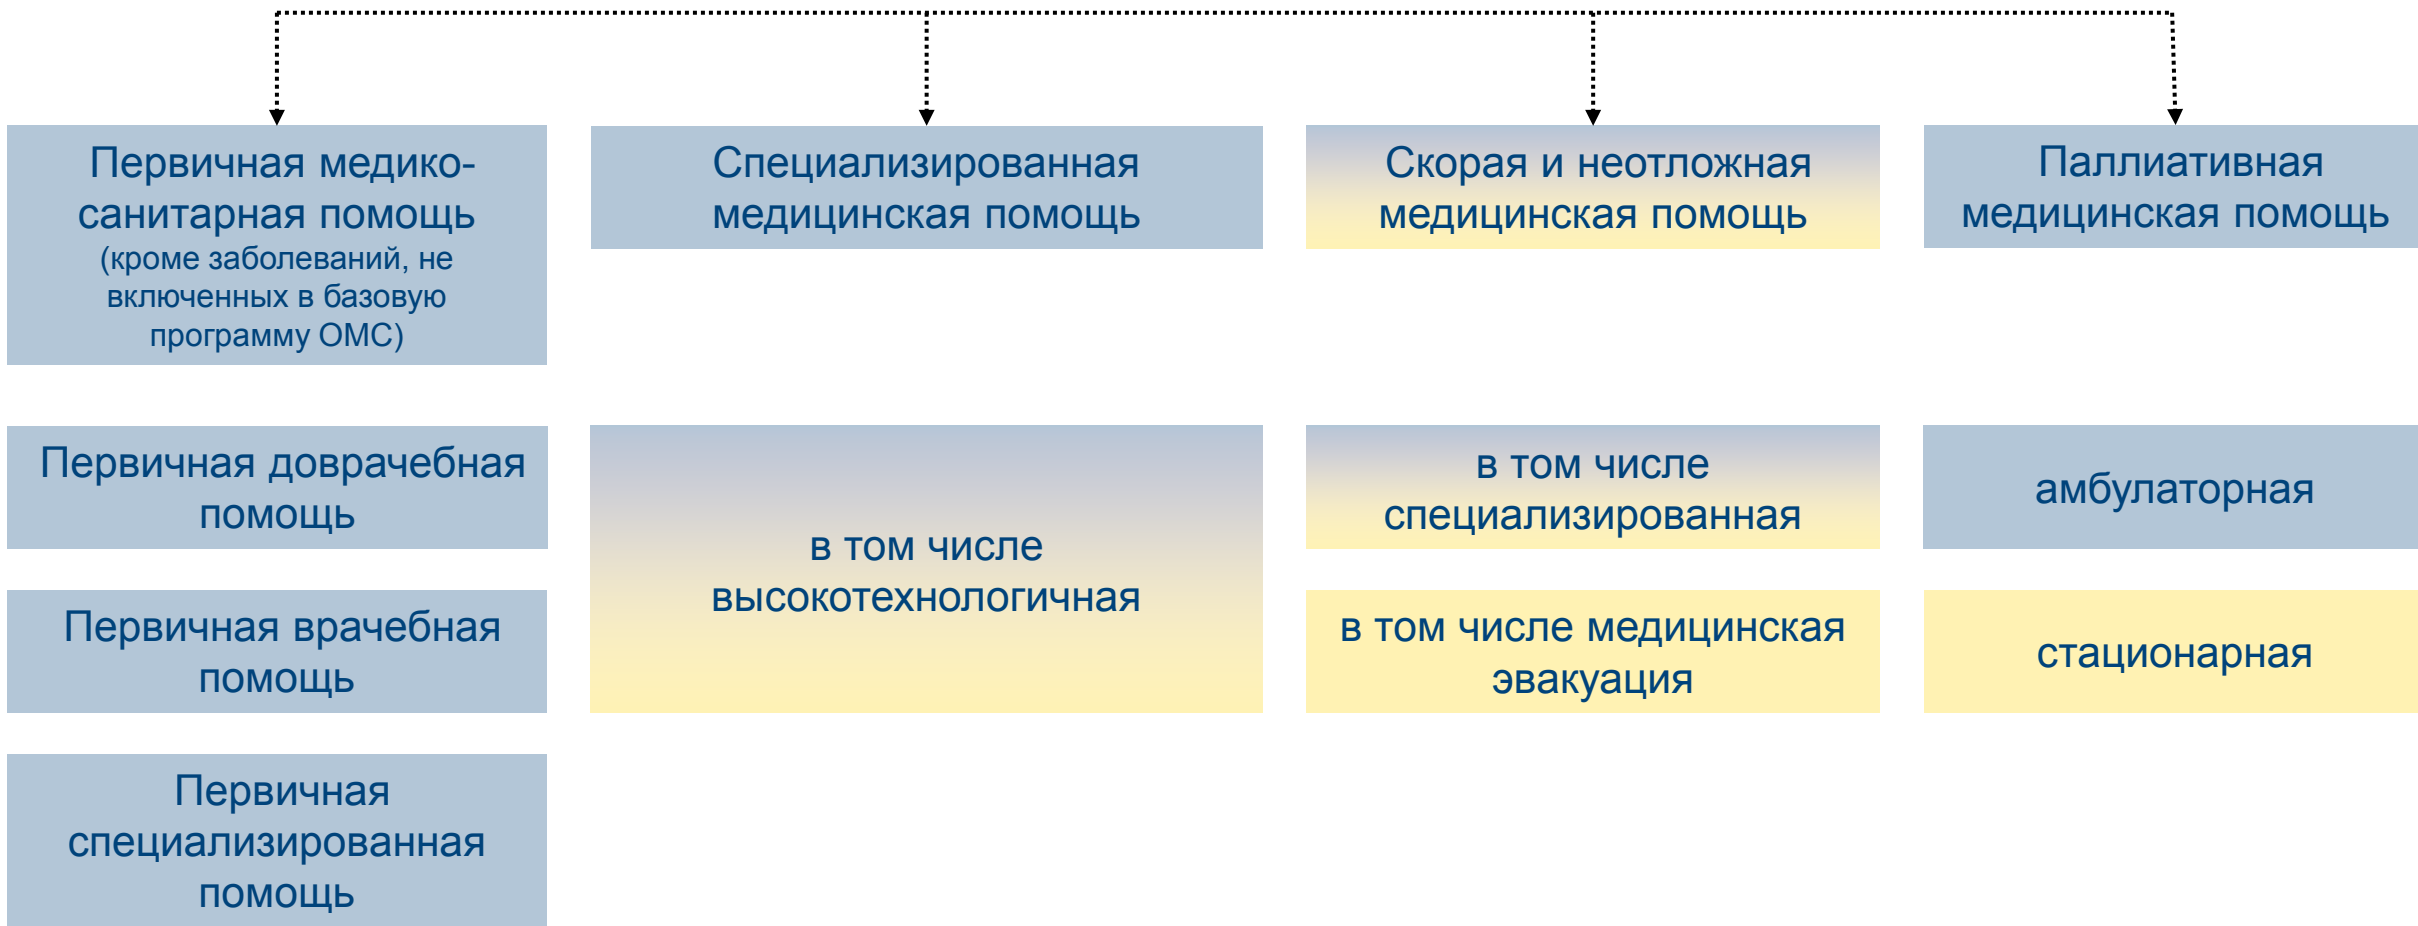 Первичная медико-
санитарная помощь
(кроме заболеваний, не
включенных в базовую
программу ОМС)
Специализированная
медицинская помощь
Скорая и неотложная
медицинская помощь
Паллиативная
медицинская помощь
Первичная доврачебная
помощь
в том числе
высокотехнологичная
в том числе
специализированная
амбулаторная
Первичная врачебная
помощь
в том числе медицинская
эвакуация
стационарная
Первичная
специализированная
помощь